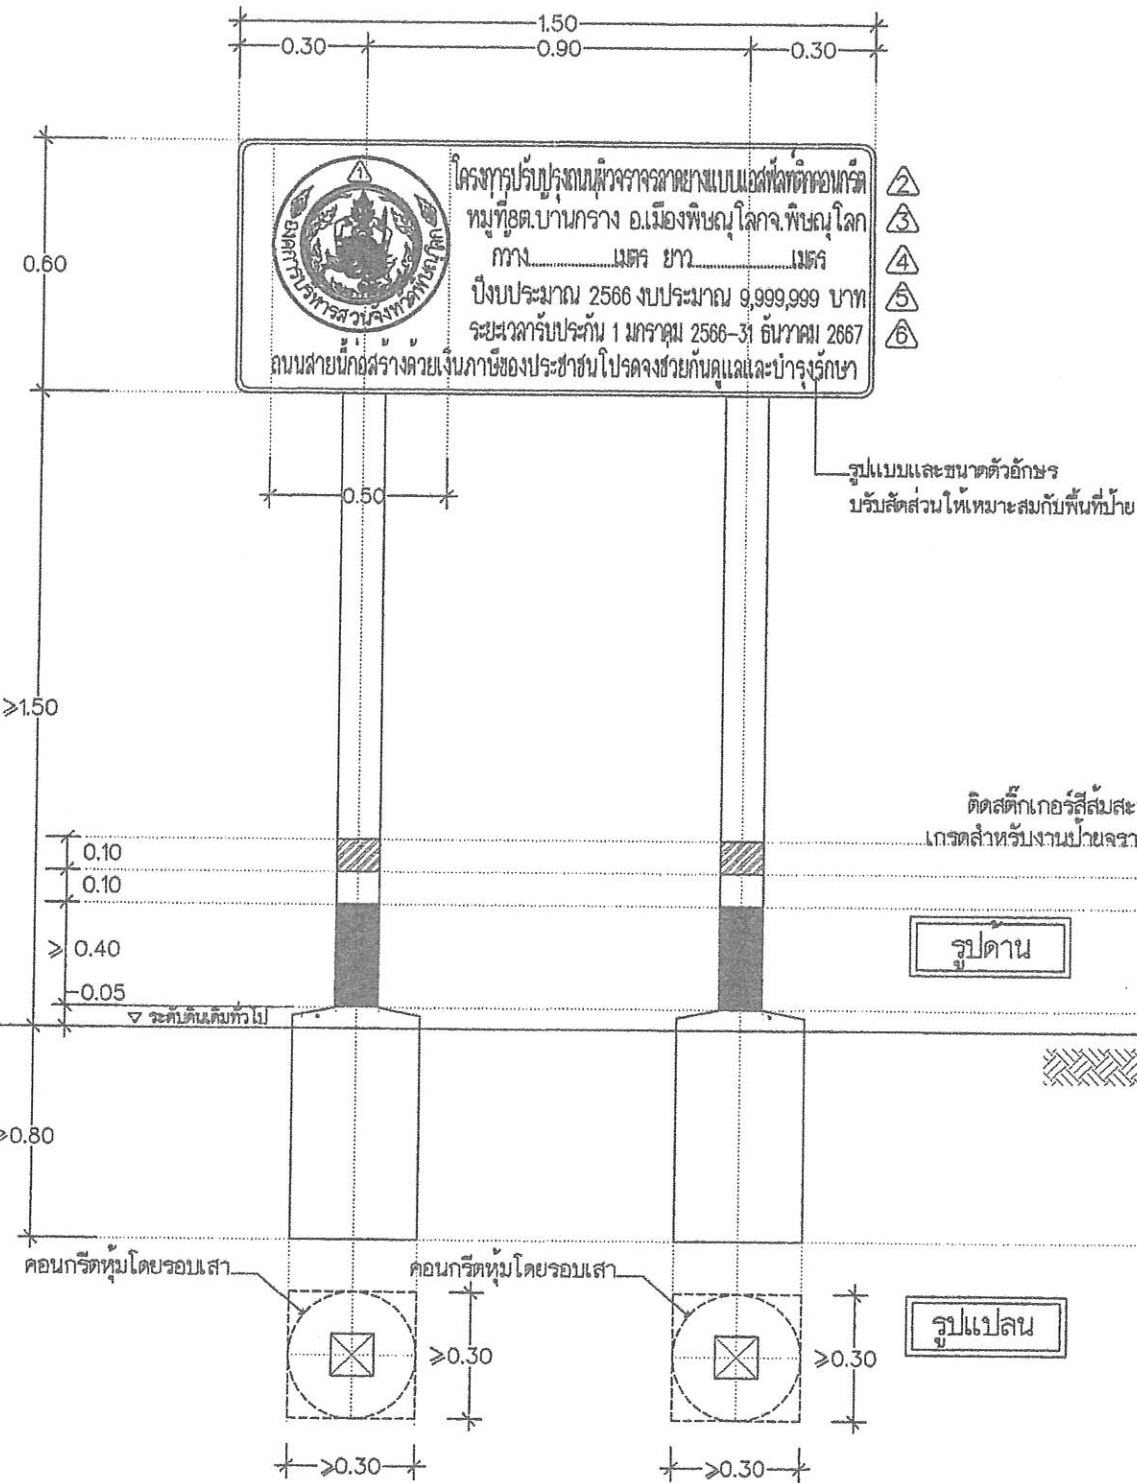 1.50
0.30 0.90 0.30
0.60
1
องค์การบริหารส่วนจังหวัดพิษณุโลก
โครงการปรับปรุงถนนผิวจราจรลาดยางแบบแอสฟัลท์ติกคอนกรีต 2
หมู่ที่8ต.บ้านกร่าง อ.เมืองพิษณุโลกจ.พิษณุโลก 3
กว้าง..............เมตร ยาว................เมตร 4
ปีงบประมาณ 2566 งบประมาณ 9,999,999 บาท 5
ระยะเวลารับประกัน 1 มกราคม 2566-31 ธันวาคม 2667 6
ถนนสายนี้ก่อสร้างด้วยเงินภาษีของประชาชนโปรดจงช่วยกันดูแลและบำรุงรักษา
รูปแบบและขนาดตัวอักษร
ปรับสัดส่วนให้เหมาะสมกับพื้นที่ป้าย
0.50
≥1.50
ติดสติ๊กเกอร์สีส้มสะ
เกรดสำหรับงานป้ายจรา
0.10
0.10
≥ 0.40
รูปด้าน
0.05
▽ ระดับดินเดิมทั่วไป
≥0.80
คอนกรีตหุ้มโดยรอบเสา คอนกรีตหุ้มโดยรอบเสา
รูปแปลน
≥0.30 ≥0.30
≥0.30 ≥0.30